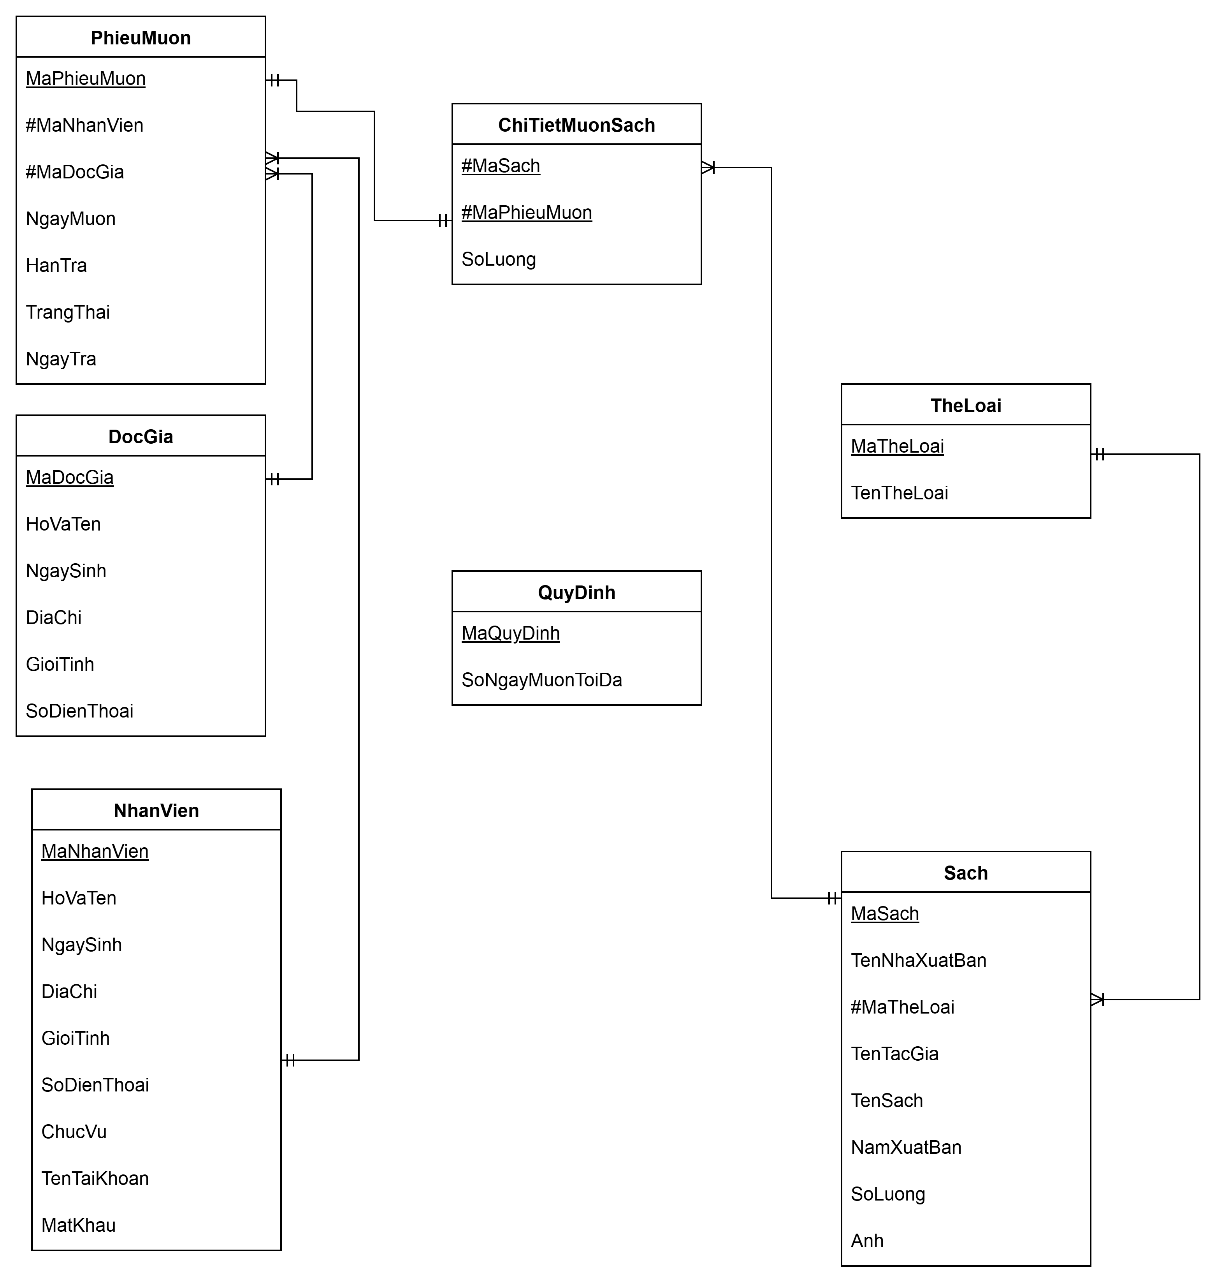 PhieuMuon
MaPhieuMuon
#MaNhanVien
#MaDocGia
NgayMuon
HanTra
TrangThai
NgayTra
ChiTietMuonSach
#MaSach
#MaPhieuMuon
SoLuong
DocGia
MaDocGia
HoVaTen
NgaySinh
DiaChi
GioiTinh
SoDienThoai
TheLoai
MaTheLoai
TenTheLoai
QuyDinh
MaQuyDinh
SoNgayMuonToiDa
NhanVien
MaNhanVien
HoVaTen
NgaySinh
DiaChi
GioiTinh
SoDienThoai
ChucVu
TenTaiKhoan
MatKhau
Sach
MaSach
TenNhaXuatBan
#MaTheLoai
TenTacGia
TenSach
NamXuatBan
SoLuong
Anh